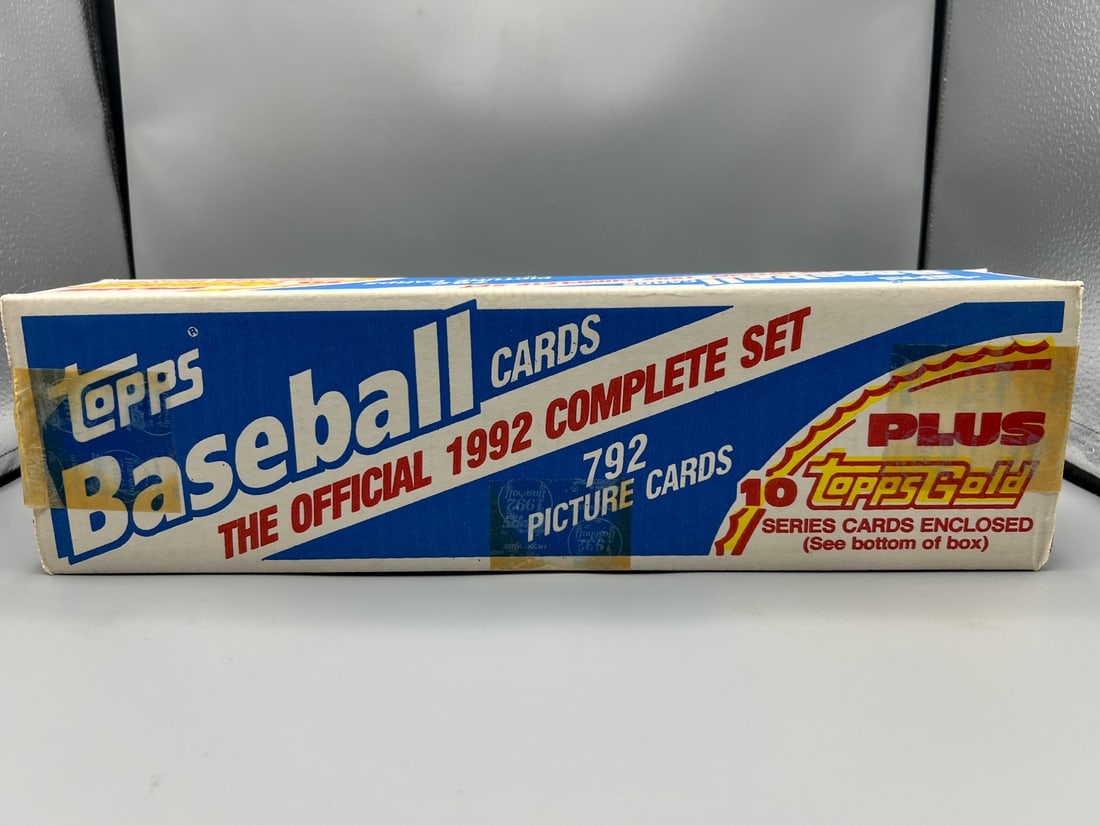 Topps®
Baseball CARDS
THE OFFICIAL 1992 COMPLETE SET
792
PICTURE CARDS
PLUS
10 ToppsGold
SERIES CARDS ENCLOSED
(See bottom of box)